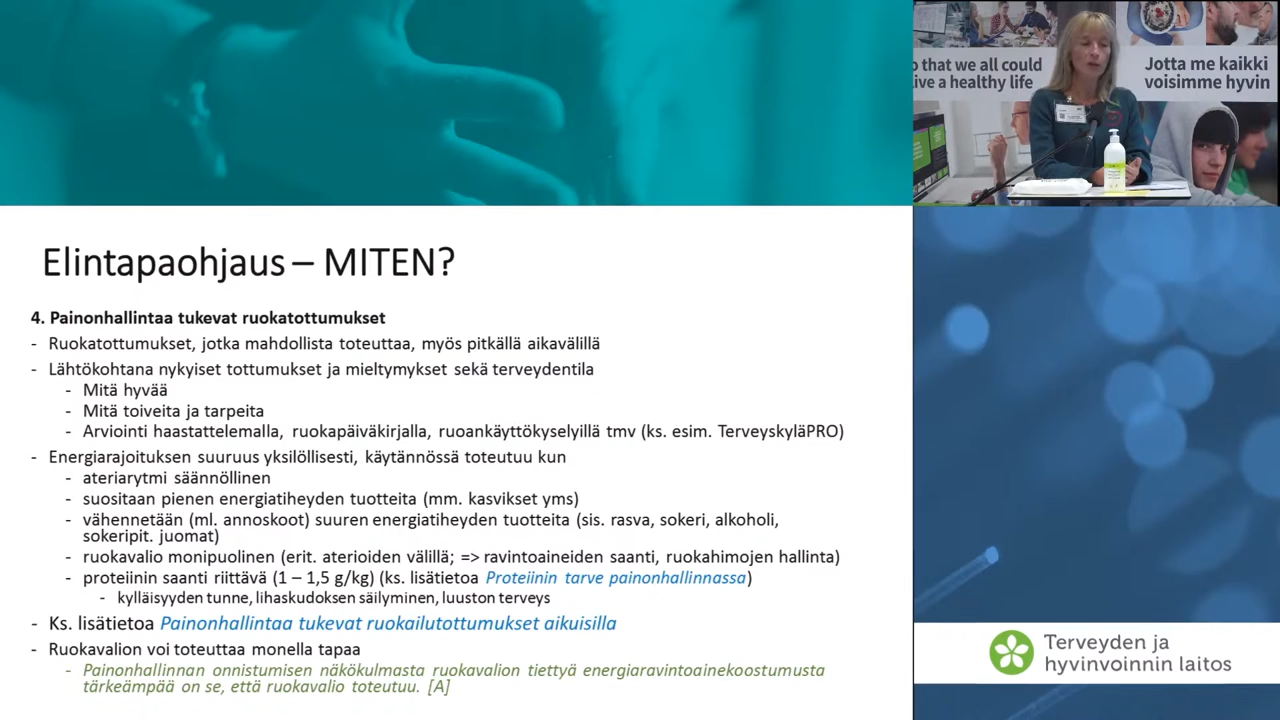 Elintapaohjaus – MITEN?
4. Painonhallintaa tukevat ruokatottumukset
- Ruokatottumukset, jotka mahdollista toteuttaa, myös pitkällä aikavälillä
- Lähtökohtana nykyiset tottumukset ja mieltymykset sekä terveydentila
- Mitä hyvää
- Mitä toiveita ja tarpeita
- Arviointi haastattelemalla, ruokapäiväkirjalla, ruoankäyttökyselyillä tmv (ks. esim. TerveyskyläPRO)
- Energiarajoituksen suuruus yksilöllisesti, käytännössä toteutuu kun
- ateriarytmi säännöllinen
- suositaan pienen energiatiheyden tuotteita (mm. kasvikset yms)
- vähennetään (ml. annoskoot) suuren energiatiheyden tuotteita (sis. rasva, sokeri, alkoholi,
sokeripit. juomat)
- ruokavalio monipuolinen (erit. aterioiden välillä; => ravintoaineiden saanti, ruokahimojen hallinta)
- proteiinin saanti riittävä (1 – 1,5 g/kg) (ks. lisätietoa Proteiinin tarve painonhallinnassa)
- kylläisyyden tunne, lihaskudoksen säilyminen, luuston terveys
- Ks. lisätietoa Painonhallintaa tukevat ruokailutottumukset aikuisilla
- Ruokavalion voi toteuttaa monella tapaa
- Painonhallinnan onnistumisen näkökulmasta ruokavalion tiettyä energiaravintoainekoostumusta
tärkeämpää on se, että ruokavalio toteutuu. [A]
o that we all could
ive a healthy life
Jotta me kaikki
voisimme hyvin
Terveyden ja
hyvinvoinnin laitos